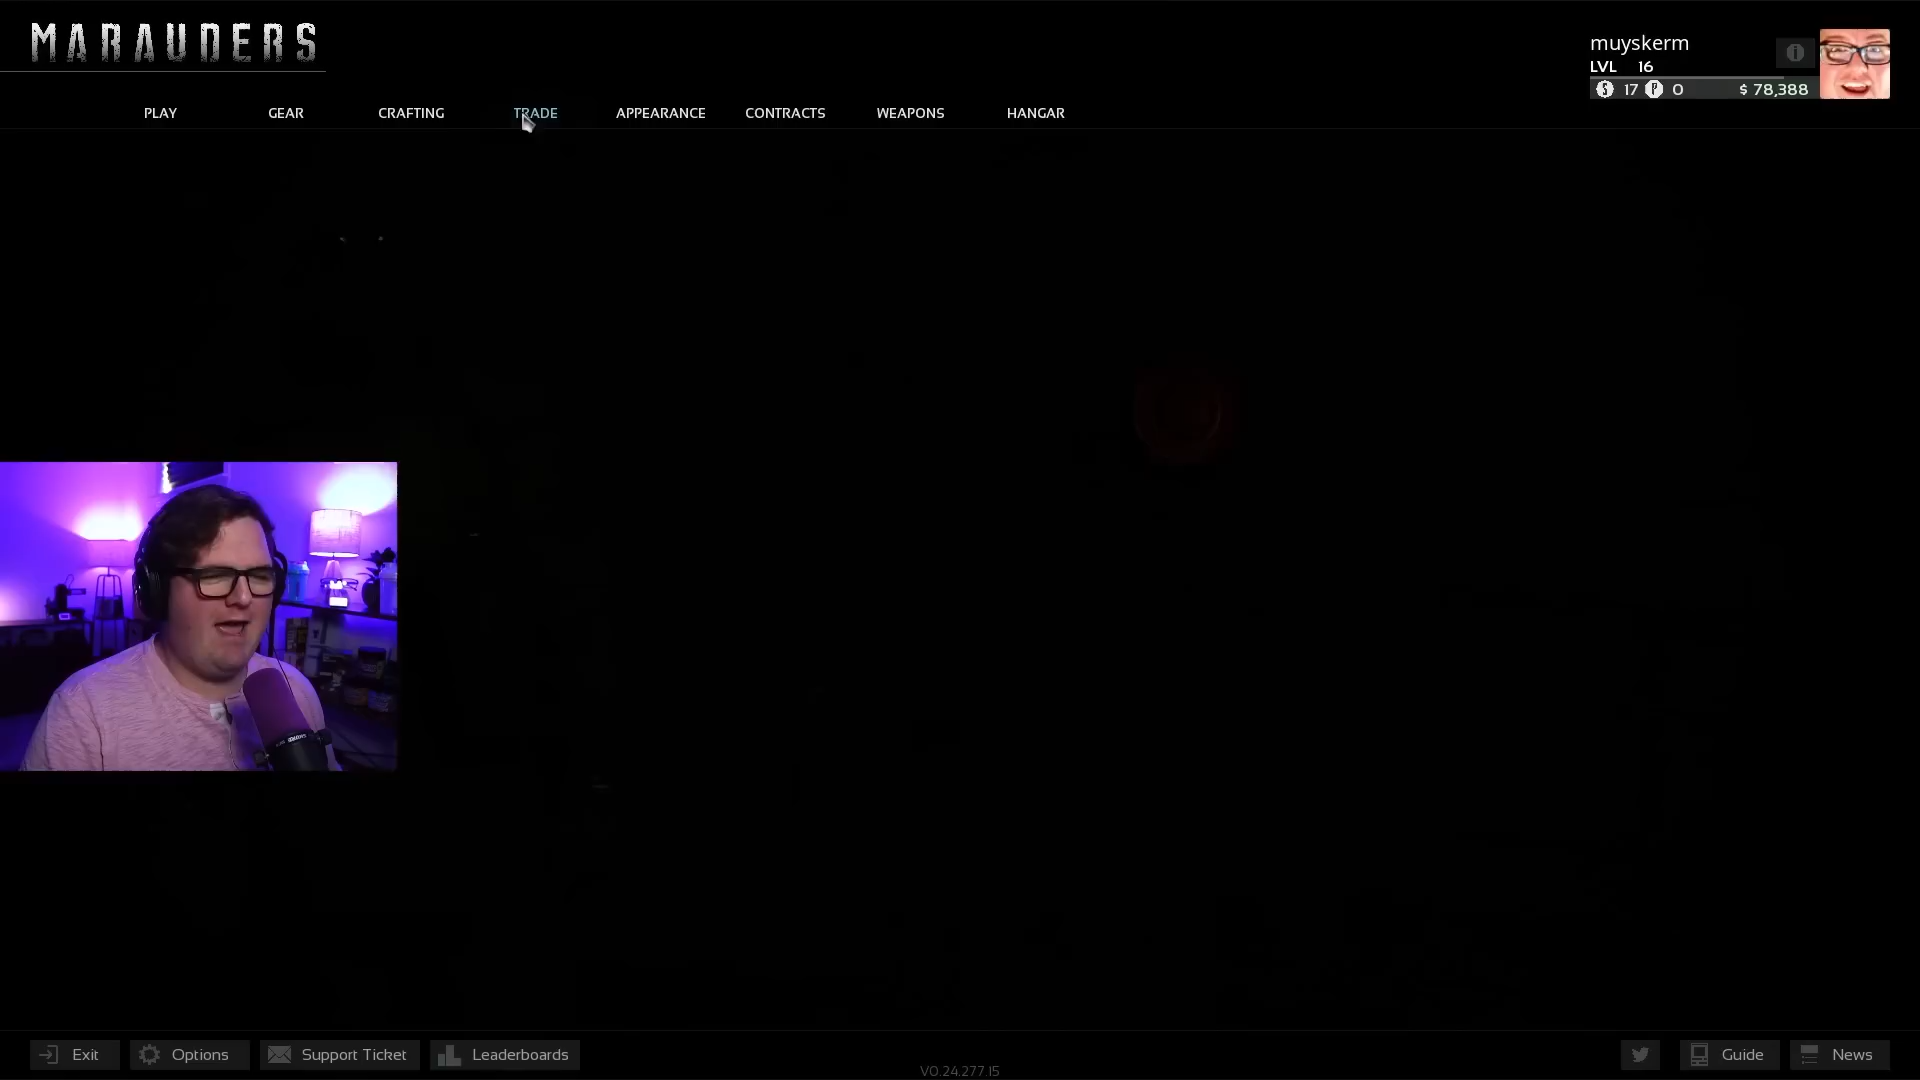 MARAUDERS
muyskerm
LVL 16
17 0 $ 78,388
PLAY GEAR CRAFTING TRADE APPEARANCE CONTRACTS WEAPONS HANGAR
Exit Options Support Ticket Leaderboards Guide News
V0.24.277.15